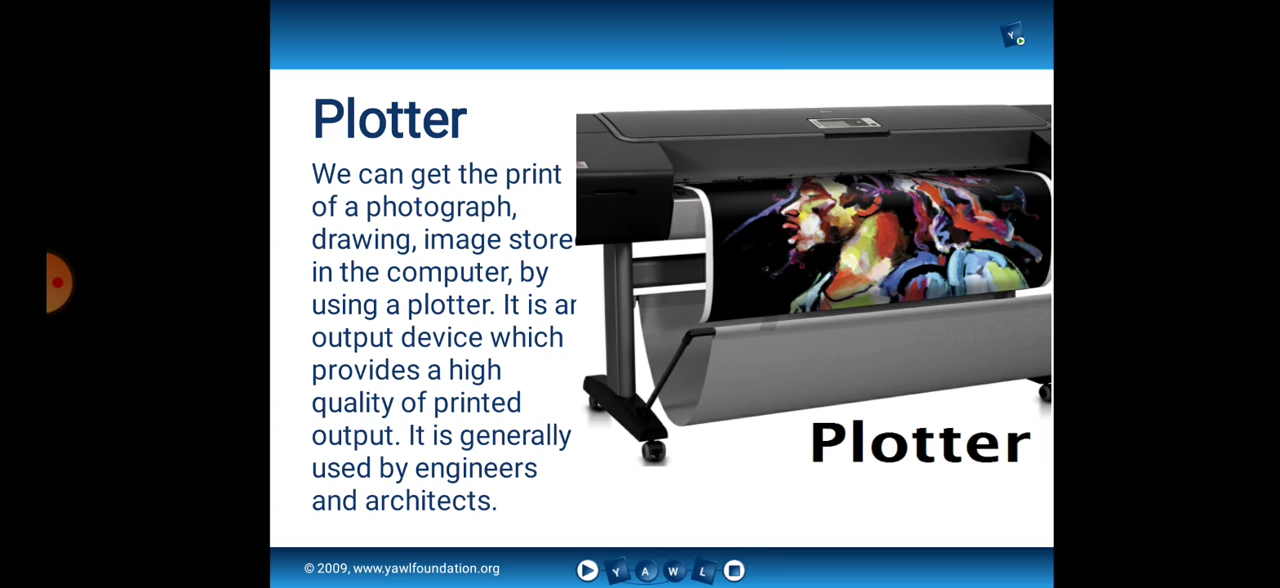 Plotter
We can get the print
of a photograph,
drawing, image store
in the computer, by
using a plotter. It is an
output device which
provides a high
quality of printed
output. It is generally
used by engineers
and architects.
Plotter
© 2009, www.yawlfoundation.org
Y A W L
Y